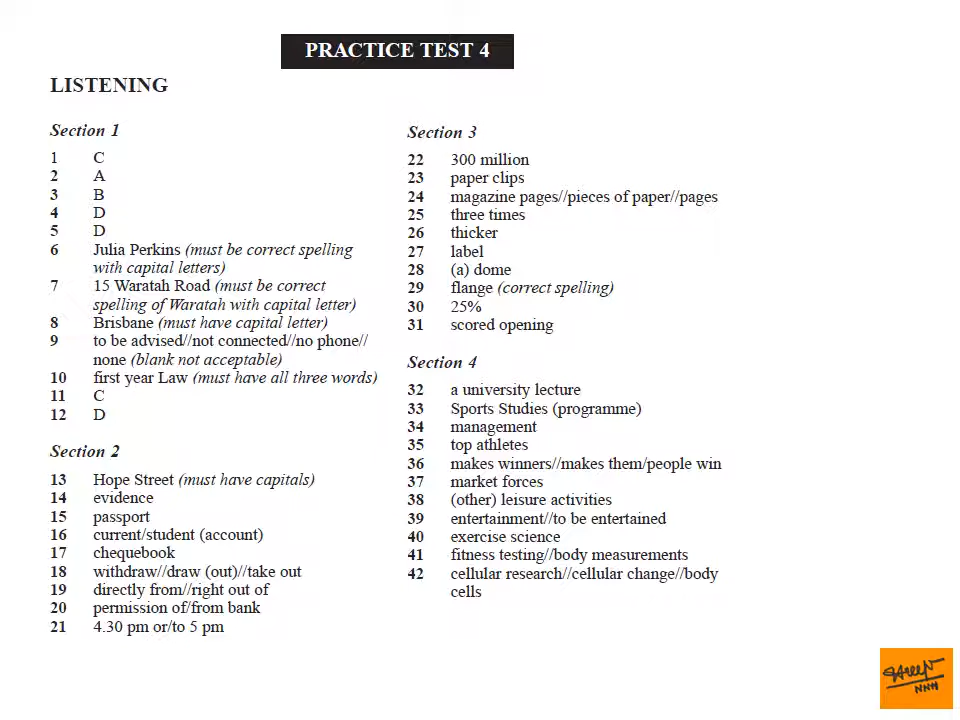 PRACTICE TEST 4
LISTENING
Section 1
1 C
2 A
3 B
4 D
5 D
6 Julia Perkins (must be correct spelling
with capital letters)
7 15 Waratah Road (must be correct
spelling of Waratah with capital letter)
8 Brisbane (must have capital letter)
9 to be advised//not connected//no phone//
none (blank not acceptable)
10 first year Law (must have all three words)
11 C
12 D
Section 2
13 Hope Street (must have capitals)
14 evidence
15 passport
16 current/student (account)
17 chequebook
18 withdraw//draw (out)//take out
19 directly from//right out of
20 permission of/from bank
21 4.30 pm or/to 5 pm
Section 3
22 300 million
23 paper clips
24 magazine pages//pieces of paper//pages
25 three times
26 thicker
27 label
28 (a) dome
29 flange (correct spelling)
30 25%
31 scored opening
Section 4
32 a university lecture
33 Sports Studies (programme)
34 management
35 top athletes
36 makes winners//makes them/people win
37 market forces
38 (other) leisure activities
39 entertainment//to be entertained
40 exercise science
41 fitness testing//body measurements
42 cellular research//cellular change//body
cells